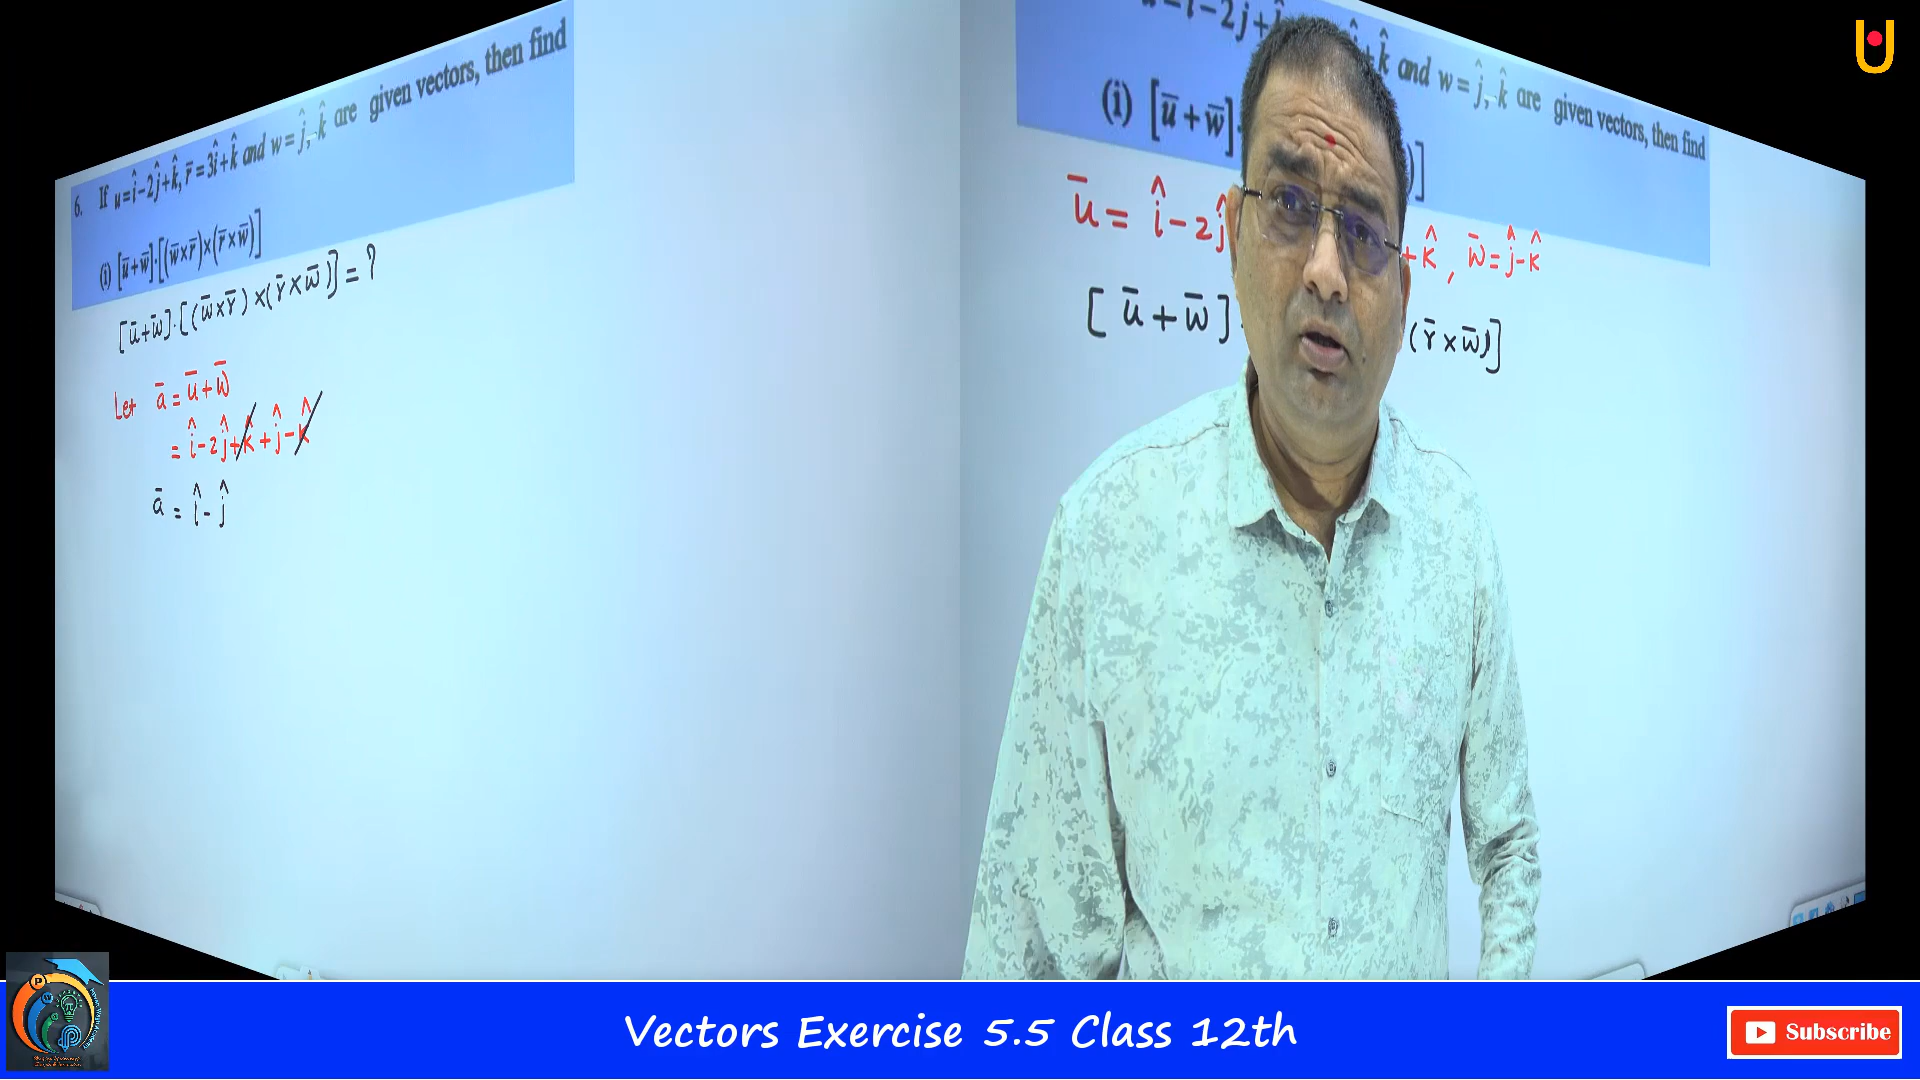 6. If u=î-2ĵ+k̂, r̄=3î+k̂ and w=ĵ,-k̂ are given vectors, then find
(i) [ū+w̄]·[(w̄×r̄)×(r̄×w̄)]
[ū+w̄]·[(w̄×r̄)×(r̄×w̄)]=?
Let ā=ū+w̄
=î-2ĵ+k̂+ĵ-k̂
ā=î-ĵ
u=î-2ĵ+ k̂ and w=ĵ,-k̂ are given vectors, then find
(i) [ū+w̄] )]
ū= î-2ĵ +k̂, w̄=ĵ-k̂
[ū+w̄]· (r̄×w̄)]
Vectors Exercise 5.5 Class 12th
Subscribe